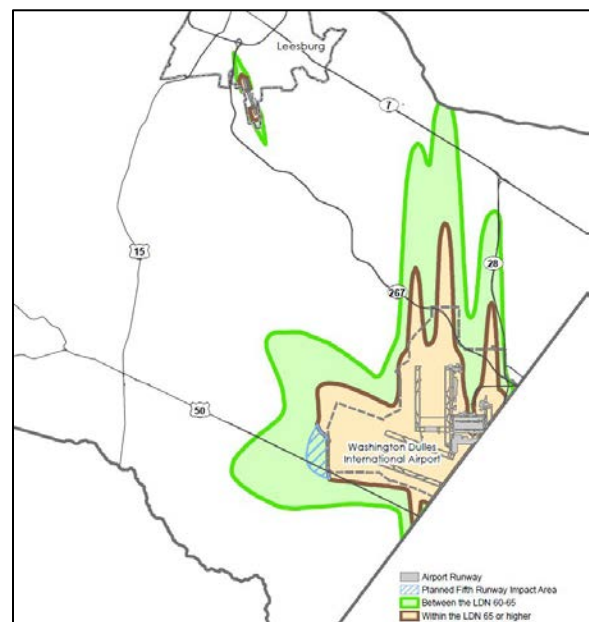 Leesburg
7
15
28
267
50
Washington Dulles
International Airport
Airport Runway
Planned Fifth Runway Impact Area
Between the LDN 60-65
Within the LDN 65 or higher